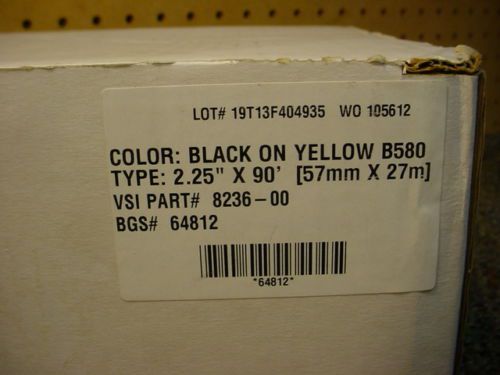 LOT# 19T13F404935 WO 105612
COLOR: BLACK ON YELLOW B580
TYPE: 2.25" X 90' [57mm X 27m]
VSI PART# 8236-00
BGS# 64812
*64812*